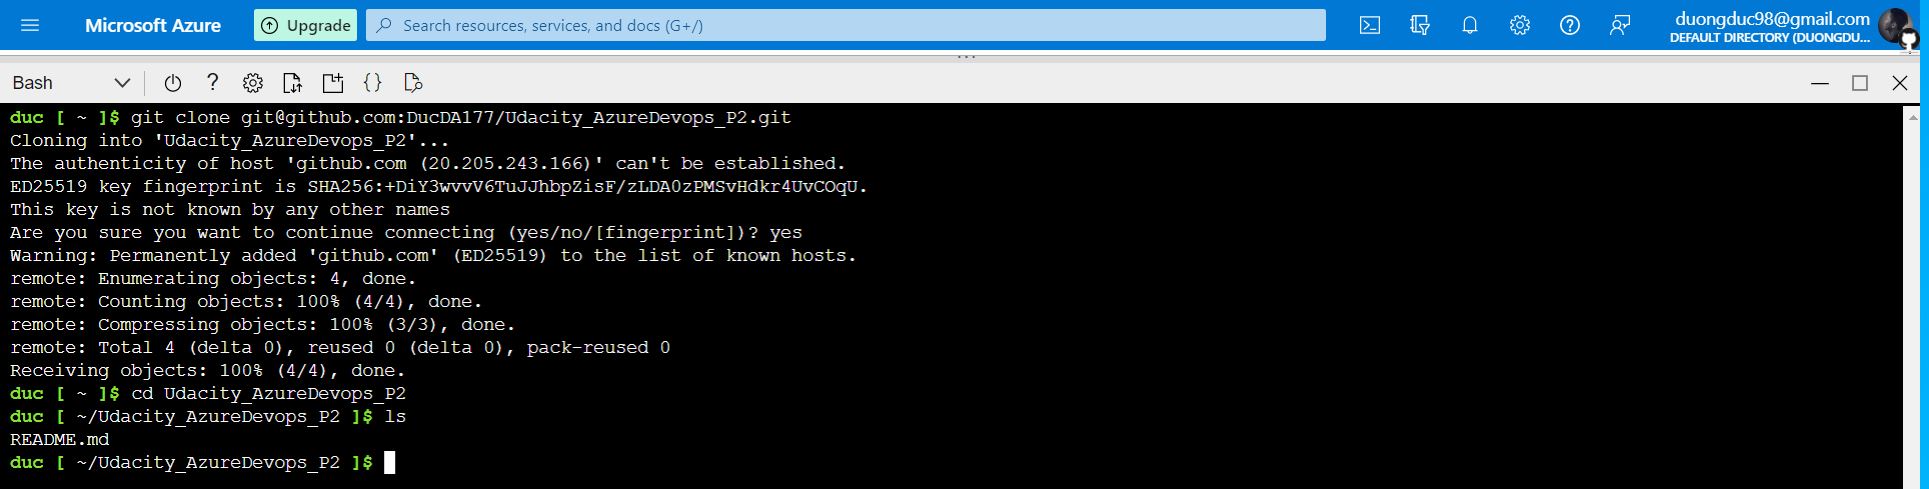 Microsoft Azure
Upgrade
Search resources, services, and docs (G+/)
duongduc98@gmail.com
DEFAULT DIRECTORY (DUONGDU...
Bash
duc [ ~ ]$ git clone git@github.com:DucDA177/Udacity_AzureDevops_P2.git
Cloning into 'Udacity_AzureDevops_P2'...
The authenticity of host 'github.com (20.205.243.166)' can't be established.
ED25519 key fingerprint is SHA256:+DiY3wvvV6TuJJhbpZisF/zLDA0zPMSvHdkr4UvCOqU.
This key is not known by any other names
Are you sure you want to continue connecting (yes/no/[fingerprint])? yes
Warning: Permanently added 'github.com' (ED25519) to the list of known hosts.
remote: Enumerating objects: 4, done.
remote: Counting objects: 100% (4/4), done.
remote: Compressing objects: 100% (3/3), done.
remote: Total 4 (delta 0), reused 0 (delta 0), pack-reused 0
Receiving objects: 100% (4/4), done.
duc [ ~ ]$ cd Udacity_AzureDevops_P2
duc [ ~/Udacity_AzureDevops_P2 ]$ ls
README.md
duc [ ~/Udacity_AzureDevops_P2 ]$